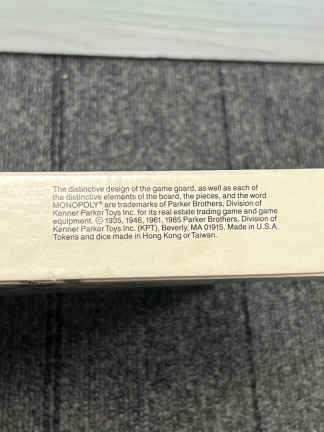 The distinctive design of the game goard, as well as each of
the distinctive elements of the board, the pieces, and the word
MONOPOLY® are trademarks of Parker Brothers, Division of
Kenner Parker Toys Inc. for its real estate trading game and game
equipment. © 1935, 1946, 1961, 1985 Parker Brothers, Division of
Kenner Parker Toys Inc. (KPT), Beverly, MA 01915. Made in U.S.A.
Tokens and dice made in Hong Kong or Taiwan.